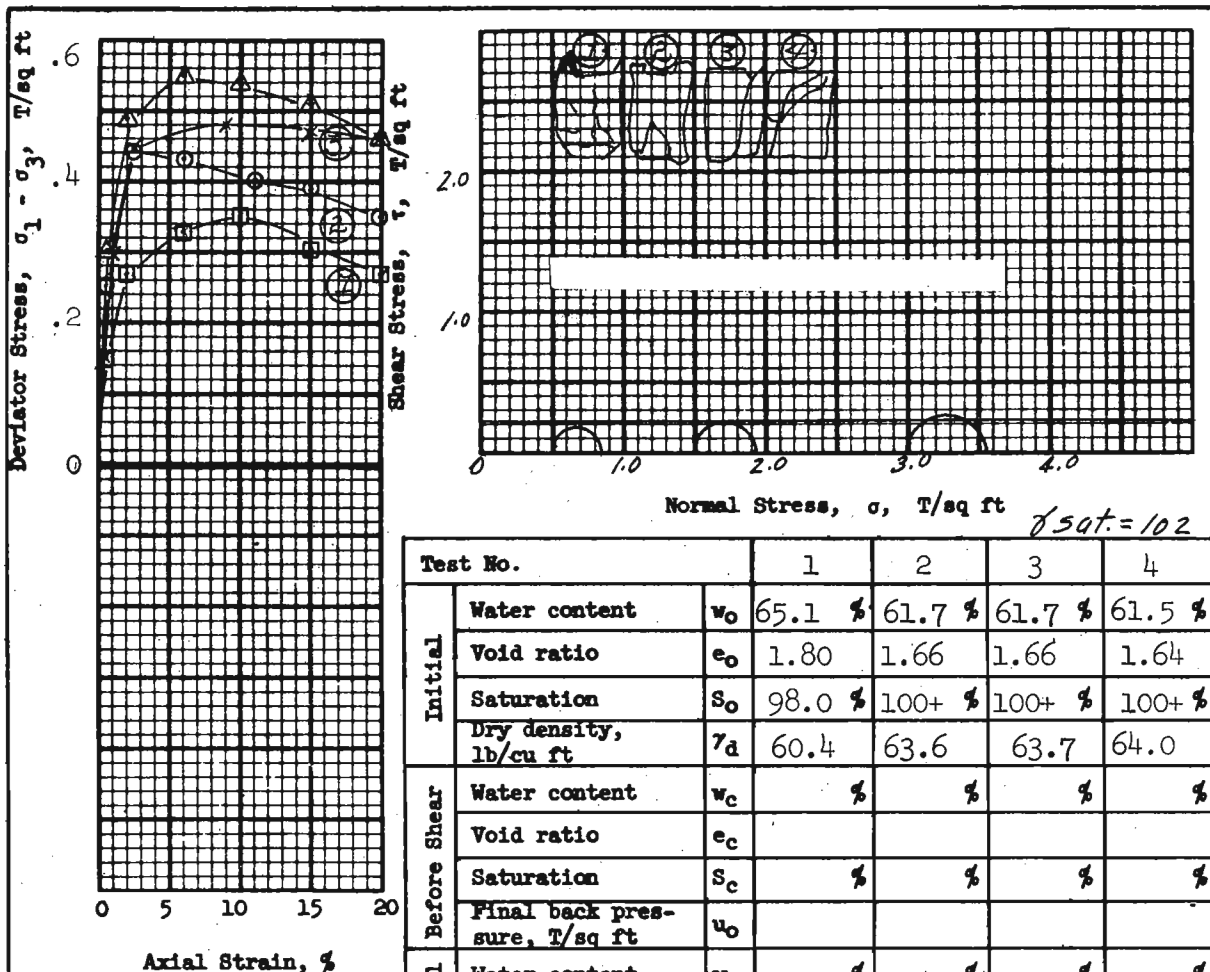 Deviator Stress, σ1 - σ3, T/sq ft
.6
.4
.2
0
3
2
1
0 5 10 15 20
Axial Strain, %
Shear Stress, τ, T/sq ft
1 2 3 4
2.0
1.0
0 1.0 2.0 3.0 4.0
Normal Stress, σ, T/sq ft
γ sat. = 102
Test No. 1 2 3 4
Initial
Water content wo 65.1 % 61.7 % 61.7 % 61.5 %
Void ratio eo 1.80 1.66 1.66 1.64
Saturation So 98.0 % 100+ % 100+ % 100+ %
Dry density, lb/cu ft γd 60.4 63.6 63.7 64.0
Before Shear
Water content wc % % % %
Void ratio ec
Saturation Sc % % % %
Final back pres-
sure, T/sq ft uo
Water content % % % %